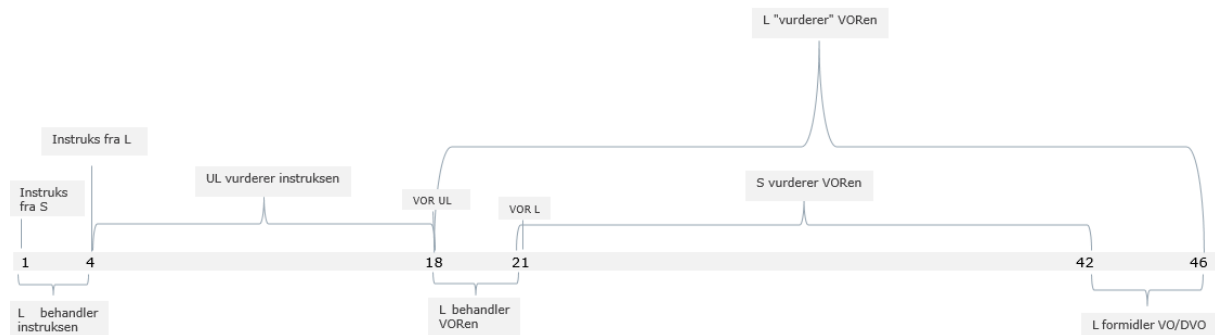 L "vurderer" VORen
Instruks fra L
UL vurderer instruksen
S vurderer VORen
Instruks
fra S
VOR UL
VOR L
1
4
18
21
42
46
L behandler
instruksen
L behandler
VORen
L formidler VO/DVO